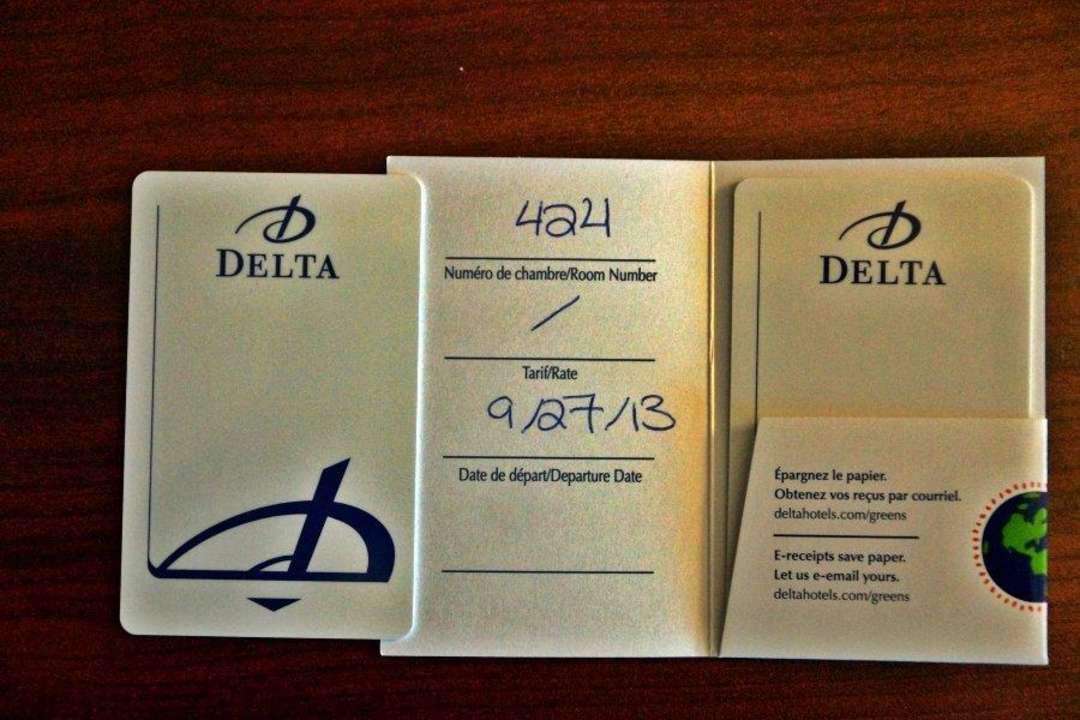 DELTA
424
Numéro de chambre/Room Number
/
Tarif/Rate
9/27/13
Date de départ/Departure Date
DELTA
Épargnez le papier.
Obtenez vos reçus par courriel.
deltahotels.com/greens
E-receipts save paper.
Let us e-email yours.
deltahotels.com/greens